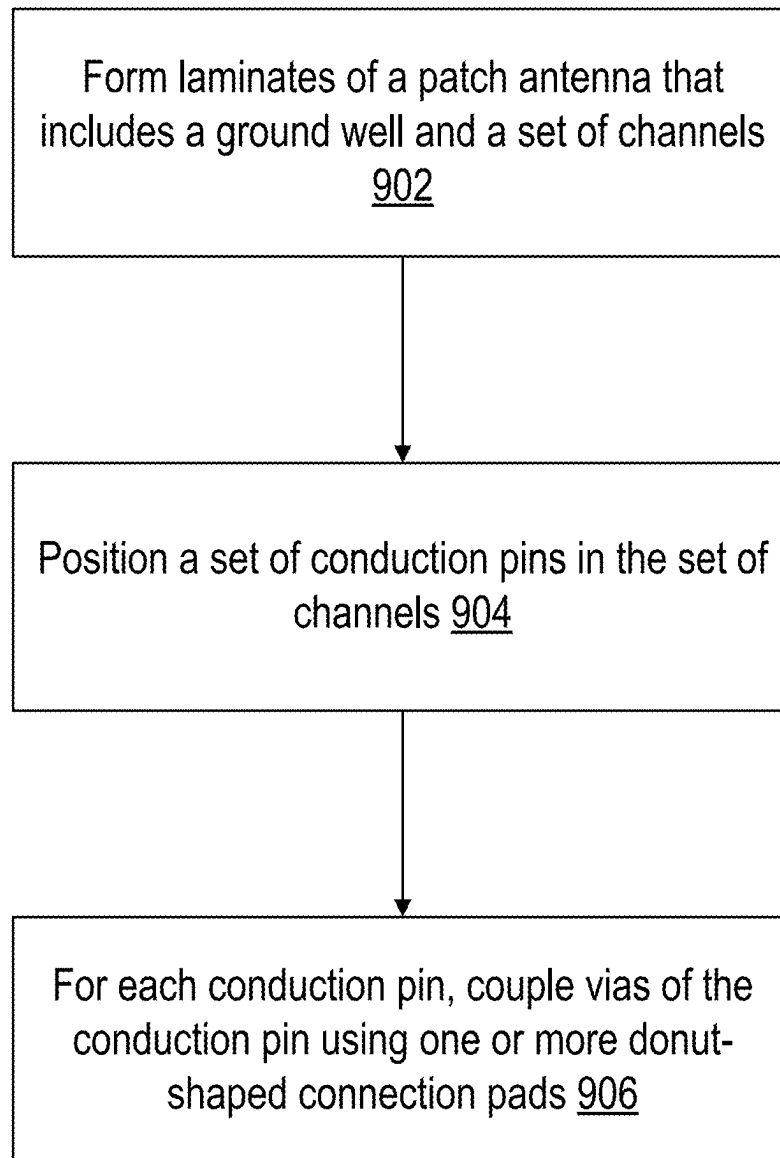 Form laminates of a patch antenna that
includes a ground well and a set of channels
902
Position a set of conduction pins in the set of
channels 904
For each conduction pin, couple vias of the
conduction pin using one or more donut-
shaped connection pads 906